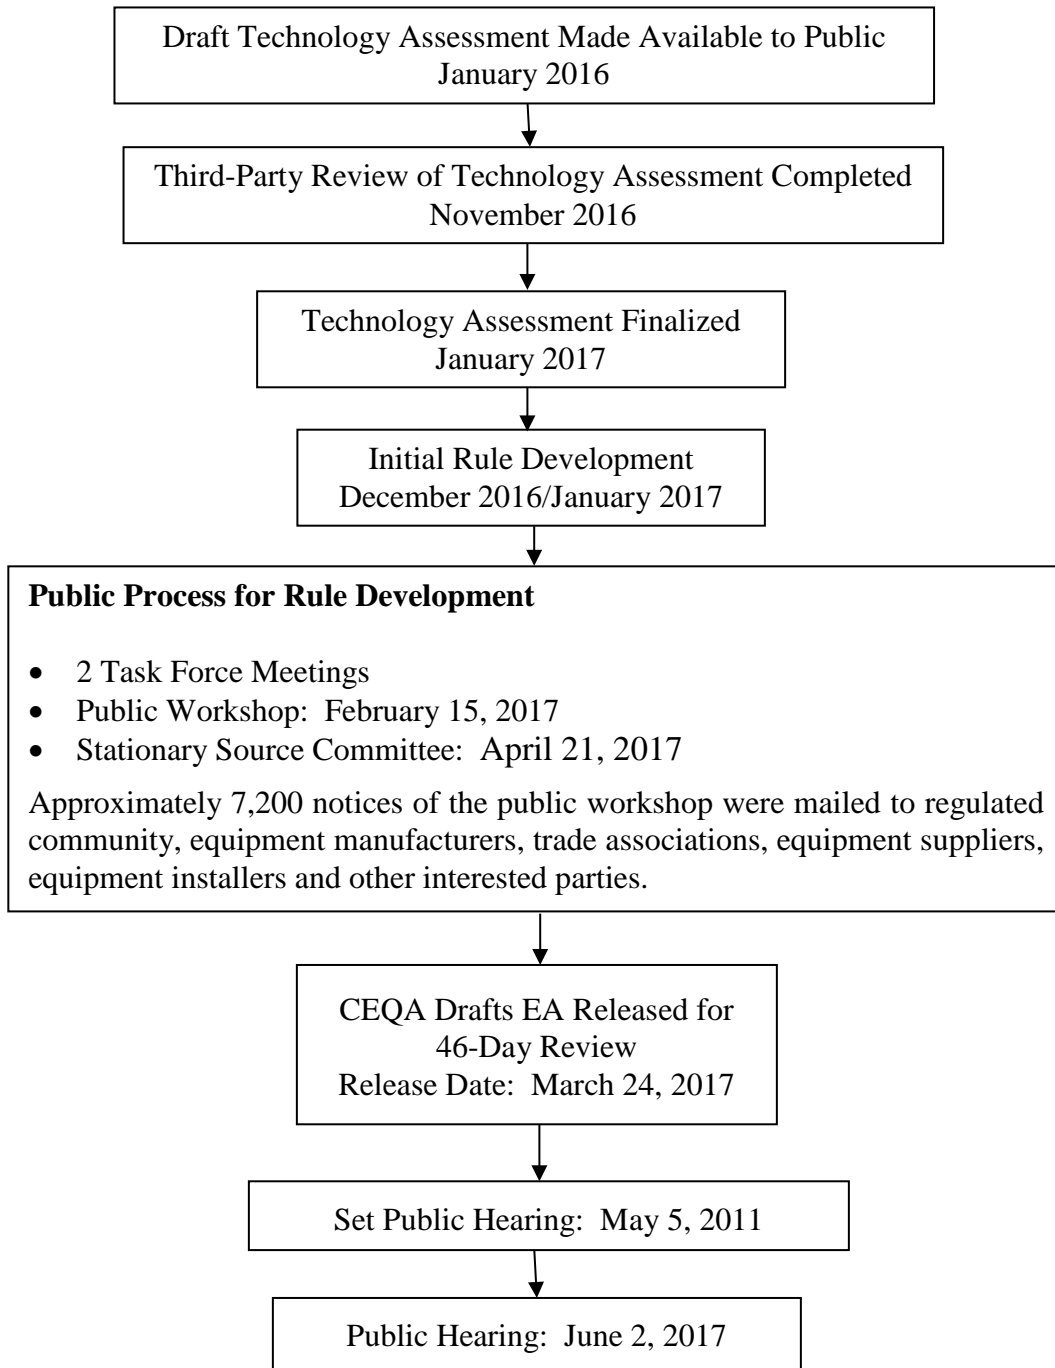 Draft Technology Assessment Made Available to Public
January 2016
Third-Party Review of Technology Assessment Completed
November 2016
Technology Assessment Finalized
January 2017
Initial Rule Development
December 2016/January 2017
Public Process for Rule Development
• 2 Task Force Meetings
• Public Workshop: February 15, 2017
• Stationary Source Committee: April 21, 2017
Approximately 7,200 notices of the public workshop were mailed to regulated
community, equipment manufacturers, trade associations, equipment suppliers,
equipment installers and other interested parties.
CEQA Drafts EA Released for
46-Day Review
Release Date: March 24, 2017
Set Public Hearing: May 5, 2011
Public Hearing: June 2, 2017